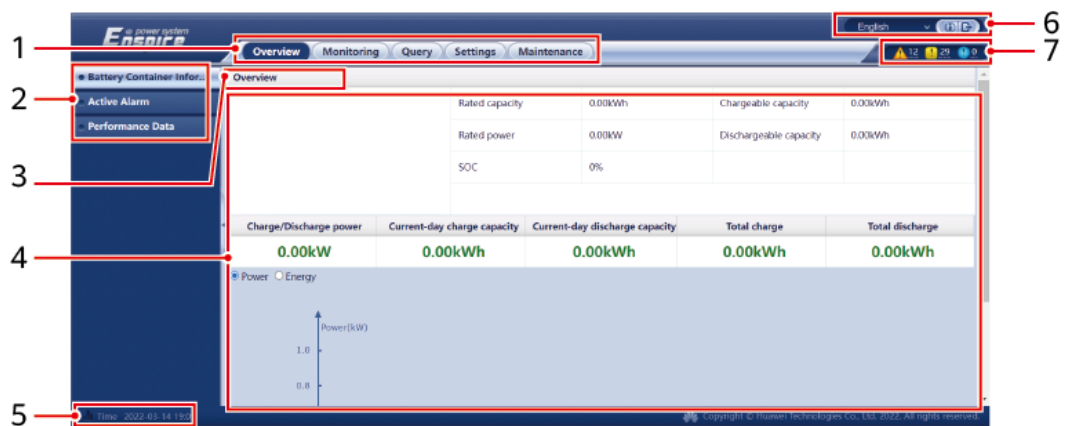 6
English
e power system
Enspire
1
Overview Monitoring Query Settings Maintenance
12 29 0
7
Battery Container Infor..
Overview
2
Active Alarm
Rated capacity 0.00kWh Chargeable capacity 0.00kWh
Performance Data
Rated power 0.00kW Dischargeable capacity 0.00kWh
3
SOC 0%
Charge/Discharge power Current-day charge capacity Current-day discharge capacity Total charge Total discharge
4
0.00kW 0.00kWh 0.00kWh 0.00kWh 0.00kWh
Power Energy
Power(kW)
1.0
0.8
5
Time 2022-03-14 19:0
Copyright © Huawei Technologies Co., Ltd. 2022. All rights reserved.